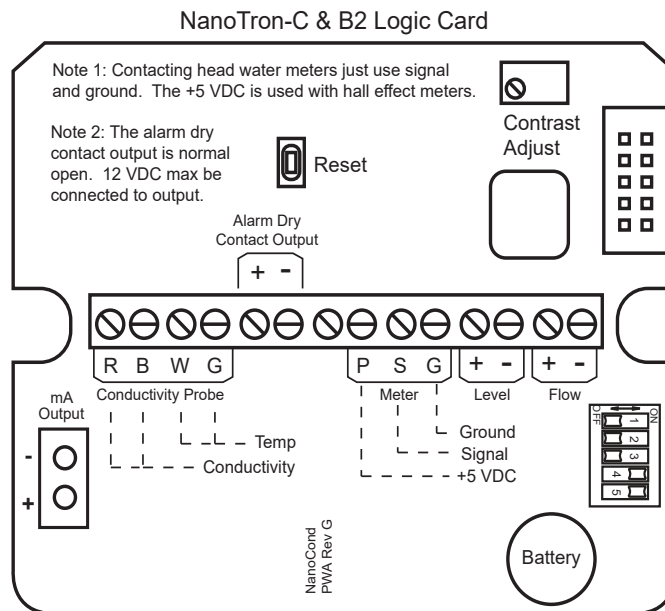 NanoTron-C & B2 Logic Card
Note 1: Contacting head water meters just use signal
and ground. The +5 VDC is used with hall effect meters.
Note 2: The alarm dry
contact output is normal
open. 12 VDC max be
connected to output.
Reset
Contrast
Adjust
Alarm Dry
Contact Output
+ -
R B W G
P S G
+ -
+ -
Conductivity Probe
Meter
Level
Flow
mA
Output
-
+
Temp
Conductivity
Ground
Signal
+5 VDC
OFF
ON
1
2
3
4
5
NanoCond
PWA Rev G
Battery